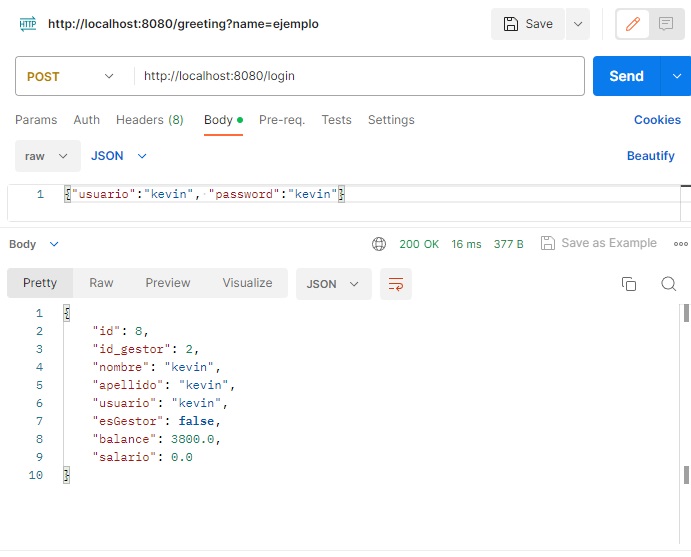 HTTP http://localhost:8080/greeting?name=ejemplo Save
POST http://localhost:8080/login Send
Params Auth Headers (8) Body Pre-req. Tests Settings Cookies
raw JSON Beautify
1 {"usuario":"kevin", "password":"kevin"}
Body 200 OK 16 ms 377 B Save as Example
Pretty Raw Preview Visualize JSON
1 {
2 "id": 8,
3 "id_gestor": 2,
4 "nombre": "kevin",
5 "apellido": "kevin",
6 "usuario": "kevin",
7 "esGestor": false,
8 "balance": 3800.0,
9 "salario": 0.0
10 }